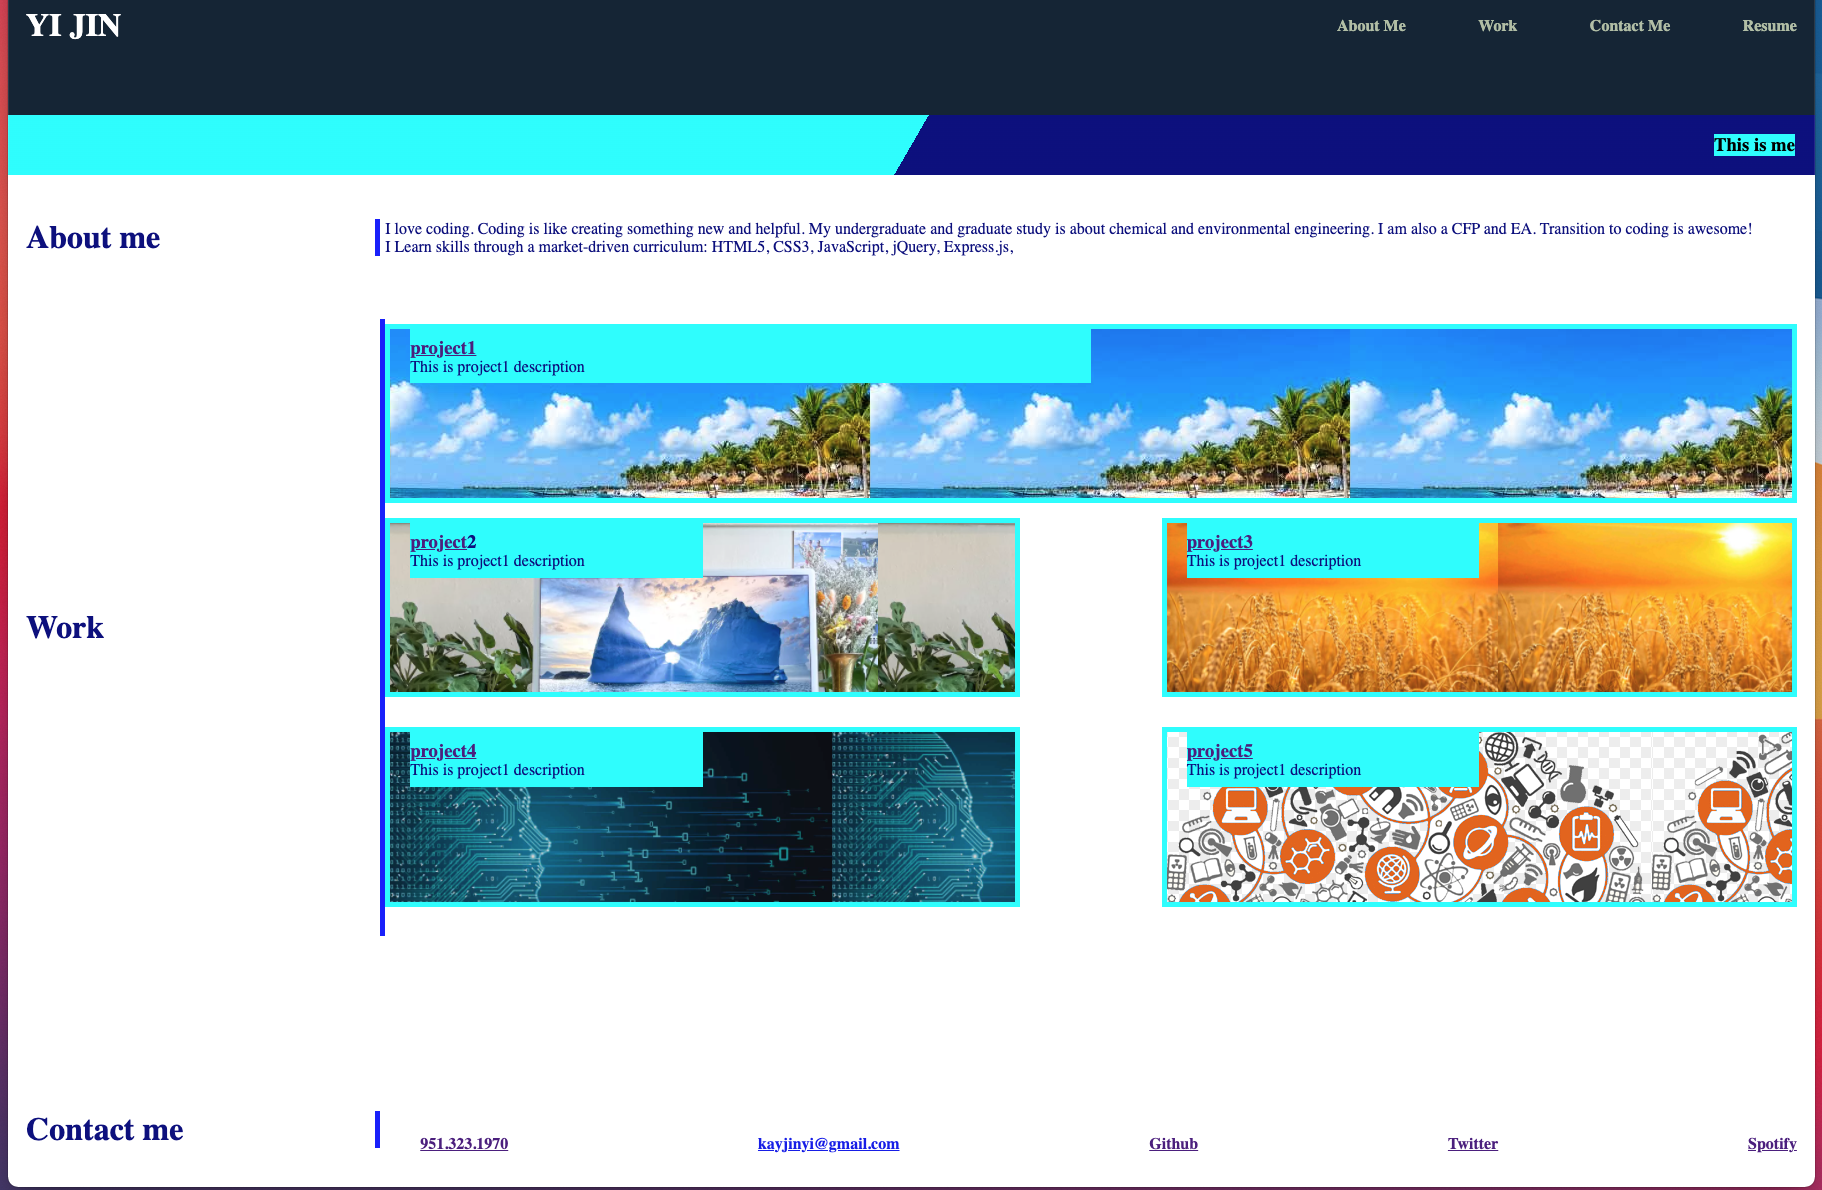 YI JIN
About Me Work Contact Me Resume
This is me
About me
I love coding. Coding is like creating something new and helpful. My undergraduate and graduate study is about chemical and environmental engineering. I am also a CFP and EA. Transition to coding is awesome!
I Learn skills through a market-driven curriculum: HTML5, CSS3, JavaScript, jQuery, Express.js,
Work
project1
This is project1 description
project2
This is project1 description
project3
This is project1 description
project4
This is project1 description
project5
This is project1 description
Contact me
951.323.1970 kayjinyi@gmail.com Github Twitter Spotify